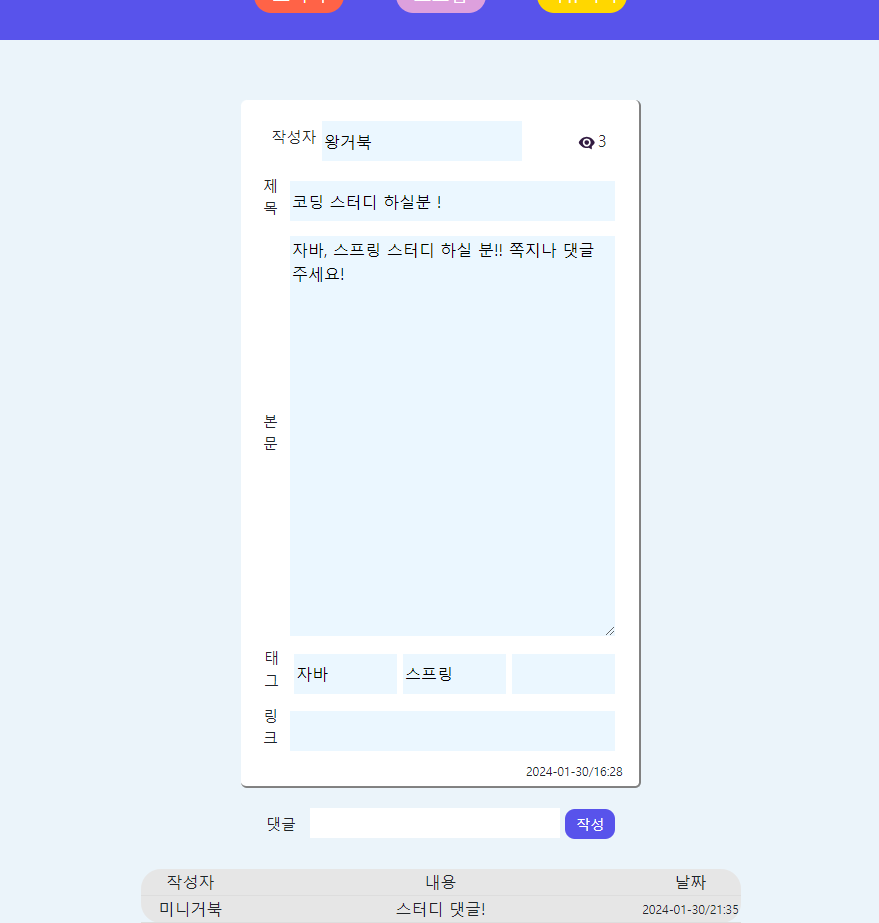 작성자 왕거북 3
제목 코딩 스터디 하실분 !
본문 자바, 스프링 스터디 하실 분!! 쪽지나 댓글
주세요!
태그 자바 스프링
링크
2024-01-30/16:28
댓글 작성
작성자 내용 날짜
미니거북 스터디 댓글! 2024-01-30/21:35